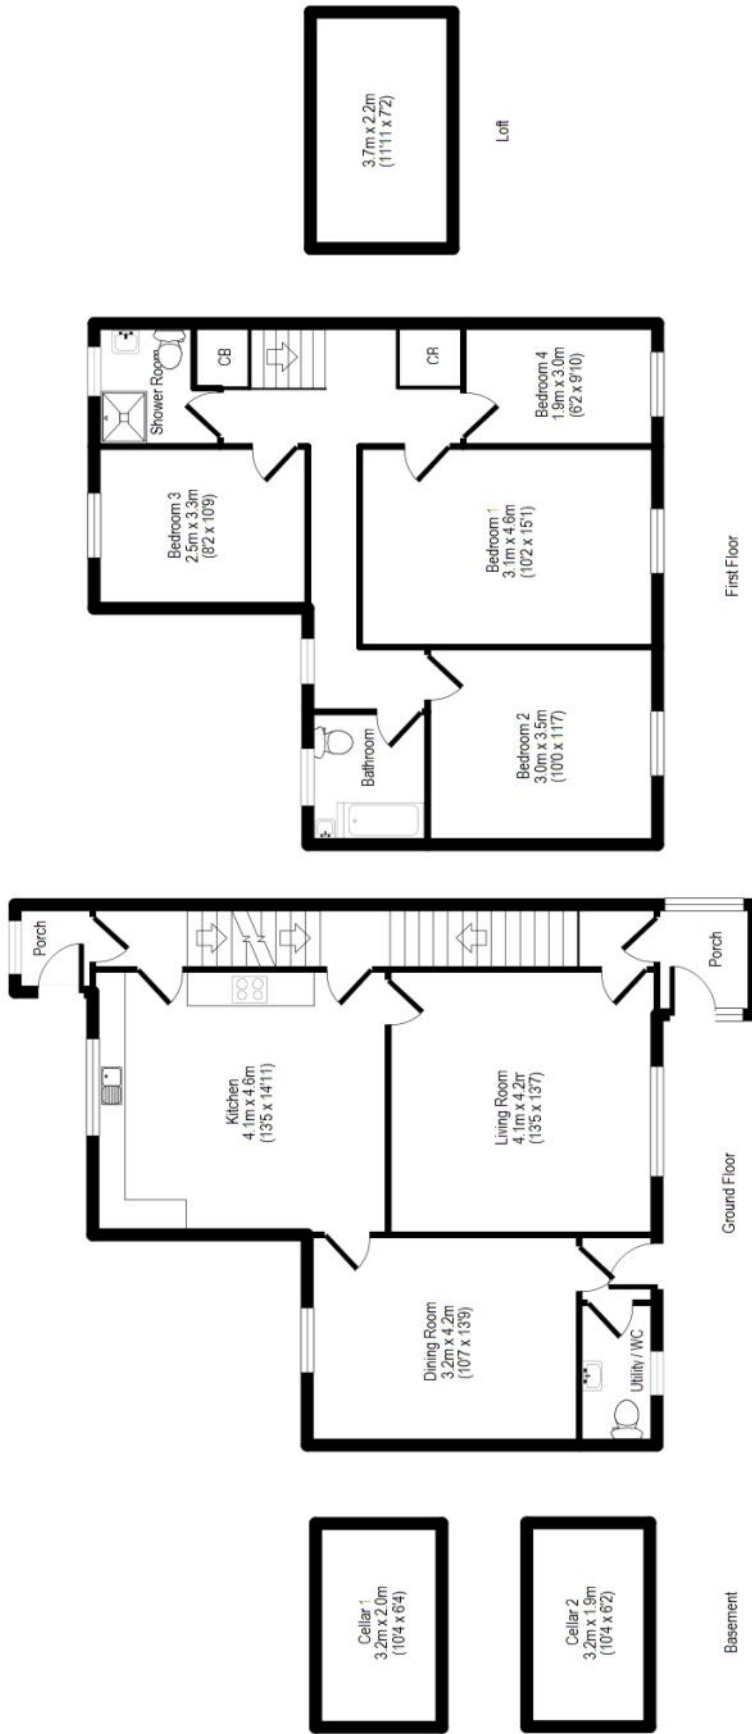 Cellar 1
3.2m x 2.0m
(10'4 x 6'4)
Cellar 2
3.2m x 1.9m
(10'4 x 6'2)
Basement
Porch
Kitchen
4.1m x 4.6m
(13'5 x 14'11)
Dining Room
3.2m x 4.2m
(10'7 x 13'9)
Living Room
4.1m x 4.2m
(13'5 x 13'7)
Utility / WC
Porch
Ground Floor
Shower Room
Bedroom 3
2.5m x 3.3m
(8'2 x 10'9)
CB
Bathroom
CB
Bedroom 2
3.0m x 3.5m
(10'0 x 11'7)
Bedroom 1
3.1m x 4.6m
(10'2 x 15'1)
Bedroom 4
1.9m x 3.0m
(6'2 x 9'10)
First Floor
3.7m x 2.2m
(11'11 x 7'2)
Loft